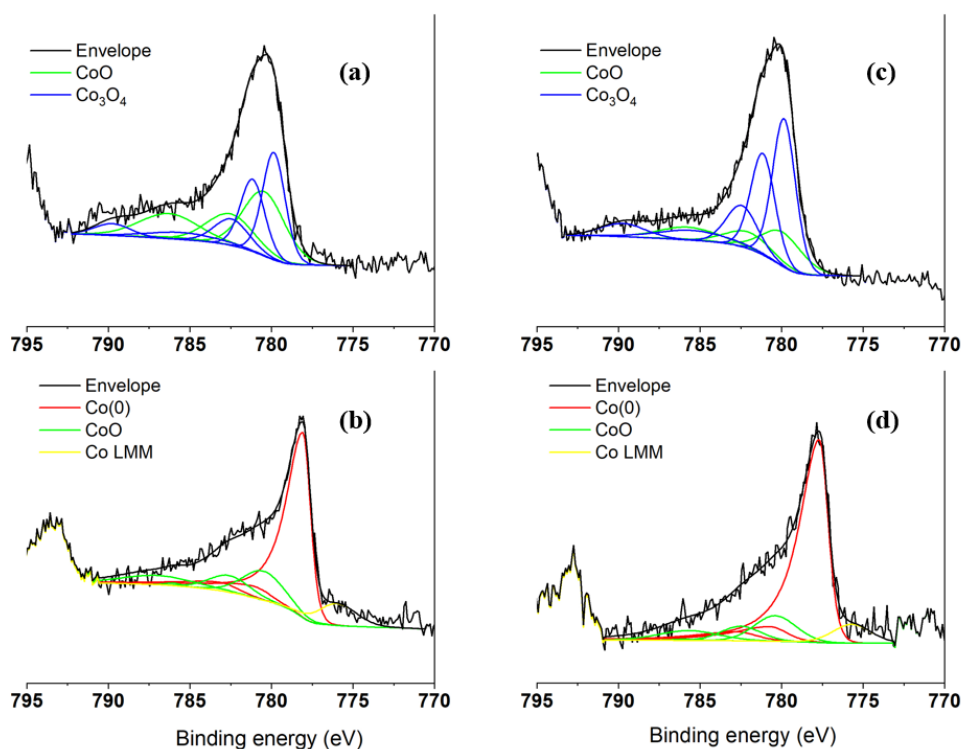 Envelope
CoO
Co₃O₄
(a)
795 790 785 780 775 770
Envelope
CoO
Co₃O₄
(c)
795 790 785 780 775 770
Envelope
Co(0)
CoO
Co LMM
(b)
795 790 785 780 775 770
Binding energy (eV)
Envelope
Co(0)
CoO
Co LMM
(d)
795 790 785 780 775 770
Binding energy (eV)